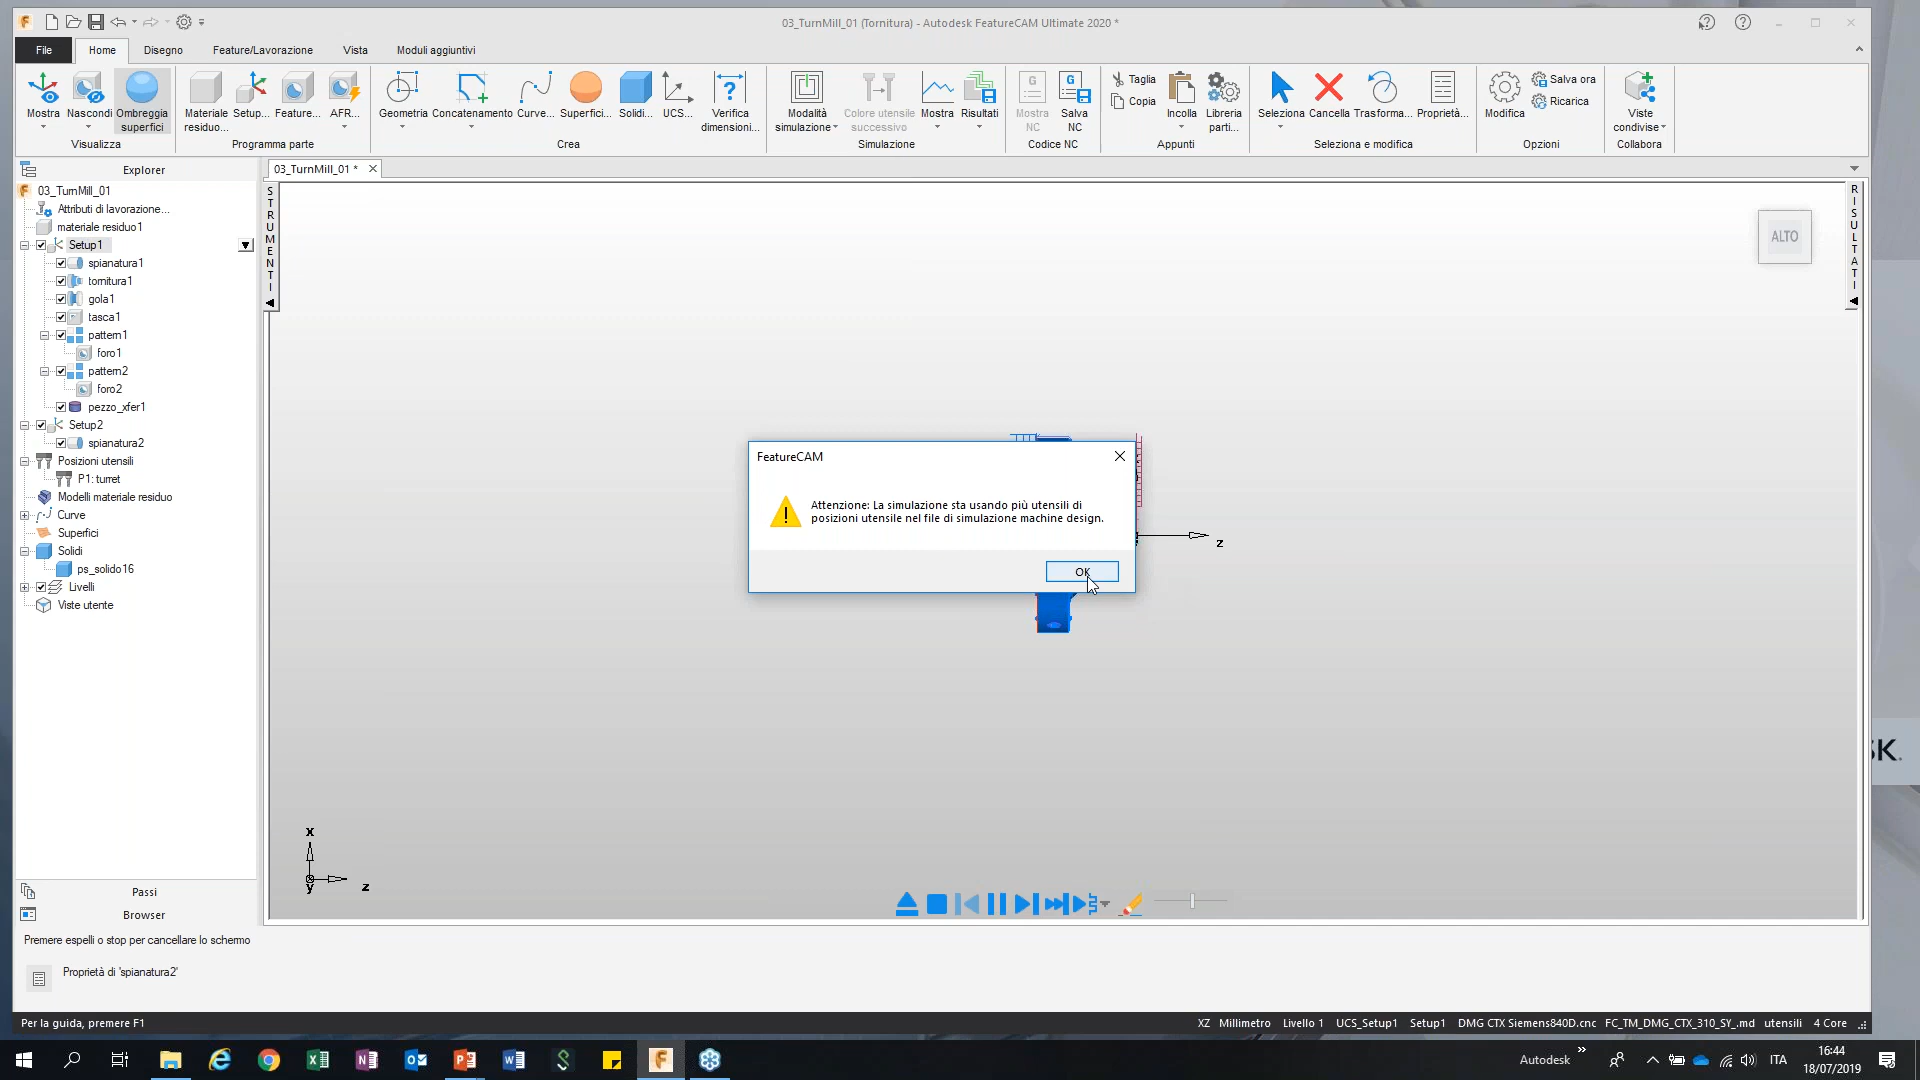 03_TurnMill_01 (Tornitura) - Autodesk FeatureCAM Ultimate 2020 *
File Home Disegno Feature/Lavorazione Vista Moduli aggiuntivi
Mostra Nascondi Ombreggia superfici
Visualizza
Materiale residuo... Setup... Feature... AFR...
Programma parte
Geometria Concatenamento Curve... Superfici... Solidi... UCS... Verifica dimensioni...
Crea
Modalità simulazione Colore utensile successivo Mostra Risultati
Simulazione
Mostra NC Salva NC
Codice NC
Taglia
Copia
Incolla Libreria parti...
Appunti
Seleziona Cancella Trasforma... Proprietà...
Seleziona e modifica
Modifica
Salva ora
Ricarica
Opzioni
Viste condivise
Collabora
Explorer
03_TurnMill_01 *
03_TurnMill_01
Attributi di lavorazione...
materiale residuo1
Setup1
spianatura1
tornitura1
gola1
tasca1
pattern1
foro1
pattern2
foro2
pezzo_xfer1
Setup2
spianatura2
Posizioni utensili
P1: turret
Modelli materiale residuo
Curve
Superfici
Solidi
ps_solido16
Livelli
Viste utente
STRUMENTI
RISULTATI
ALTO
FeatureCAM
Attenzione: La simulazione sta usando più utensili di
posizioni utensile nel file di simulazione machine design.
OK
z
x
y
z
Passi
Browser
Premere espelli o stop per cancellare lo schermo
Proprietà di 'spianatura2'
Per la guida, premere F1
XZ Millimetro Livello 1 UCS_Setup1 Setup1 DMG CTX Siemens840D.cnc FC_TM_DMG_CTX_310_SY_.md utensili 4 Core
SK.
Autodesk
ITA
16:44
18/07/2019